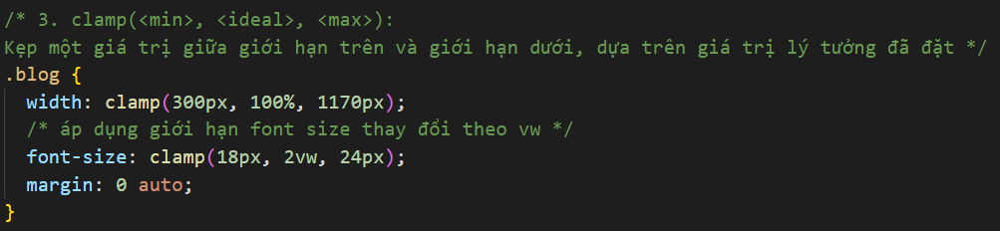 /* 3. clamp(<min>, <ideal>, <max>):
Kẹp một giá trị giữa giới hạn trên và giới hạn dưới, dựa trên giá trị lý tưởng đã đặt */
.blog {
  width: clamp(300px, 100%, 1170px);
  /* áp dụng giới hạn font size thay đổi theo vw */
  font-size: clamp(18px, 2vw, 24px);
  margin: 0 auto;
}